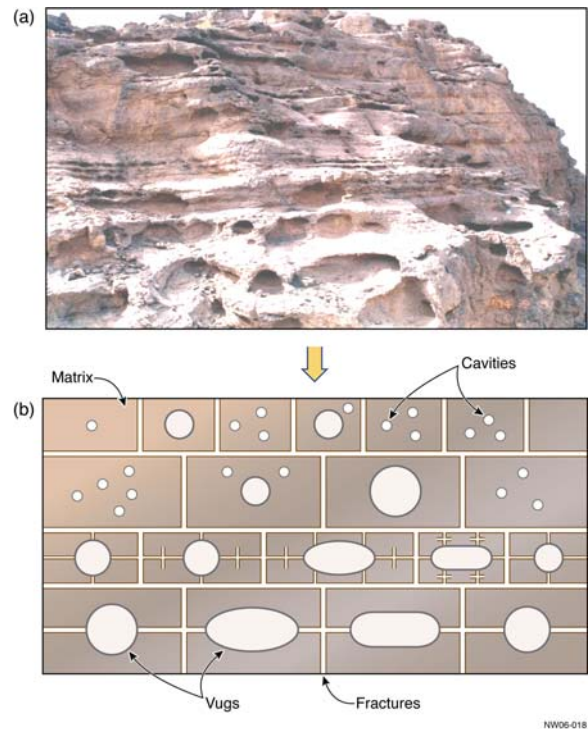 (a)
Matrix
Cavities
(b)
Vugs
Fractures
NW06-018